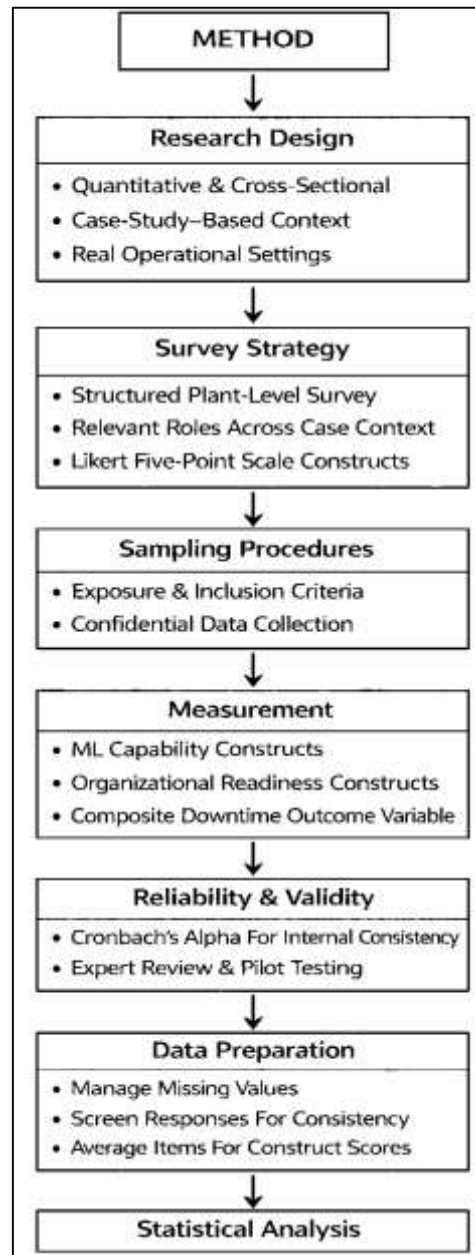 METHOD
Research Design
• Quantitative & Cross-Sectional
• Case-Study–Based Context
• Real Operational Settings
Survey Strategy
• Structured Plant-Level Survey
• Relevant Roles Across Case Context
• Likert Five-Point Scale Constructs
Sampling Procedures
• Exposure & Inclusion Criteria
• Confidential Data Collection
Measurement
• ML Capability Constructs
• Organizational Readiness Constructs
• Composite Downtime Outcome Variable
Reliability & Validity
• Cronbach's Alpha For Internal Consistency
• Expert Review & Pilot Testing
Data Preparation
• Manage Missing Values
• Screen Responses For Consistency
• Average Items For Construct Scores
Statistical Analysis